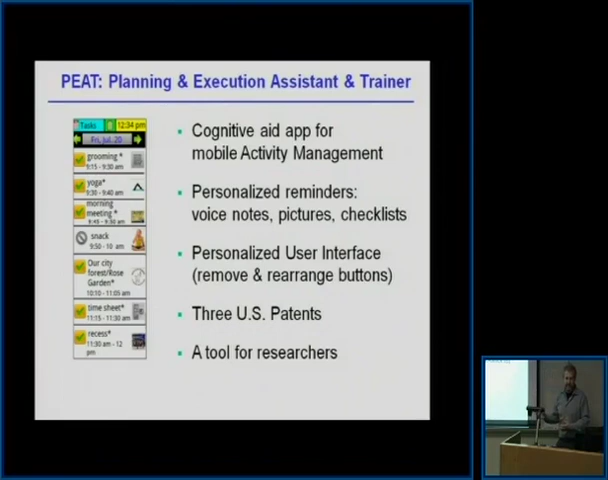 PEAT: Planning & Execution Assistant & Trainer
Tasks
12:34 pm
Fri, Jul. 20
grooming *
9:15 - 9:30 am
yoga*
9:30 - 9:40 am
morning
meeting *
9:45 - 9:50 am
snack
9:50 - 10 am
Our city
forest/Rose
Garden*
10:10 - 11:05 am
time sheet*
11:15 - 11:30 am
recess*
11:30 am - 12
pm
Cognitive aid app for
mobile Activity Management
Personalized reminders:
voice notes, pictures, checklists
Personalized User Interface
(remove & rearrange buttons)
Three U.S. Patents
A tool for researchers